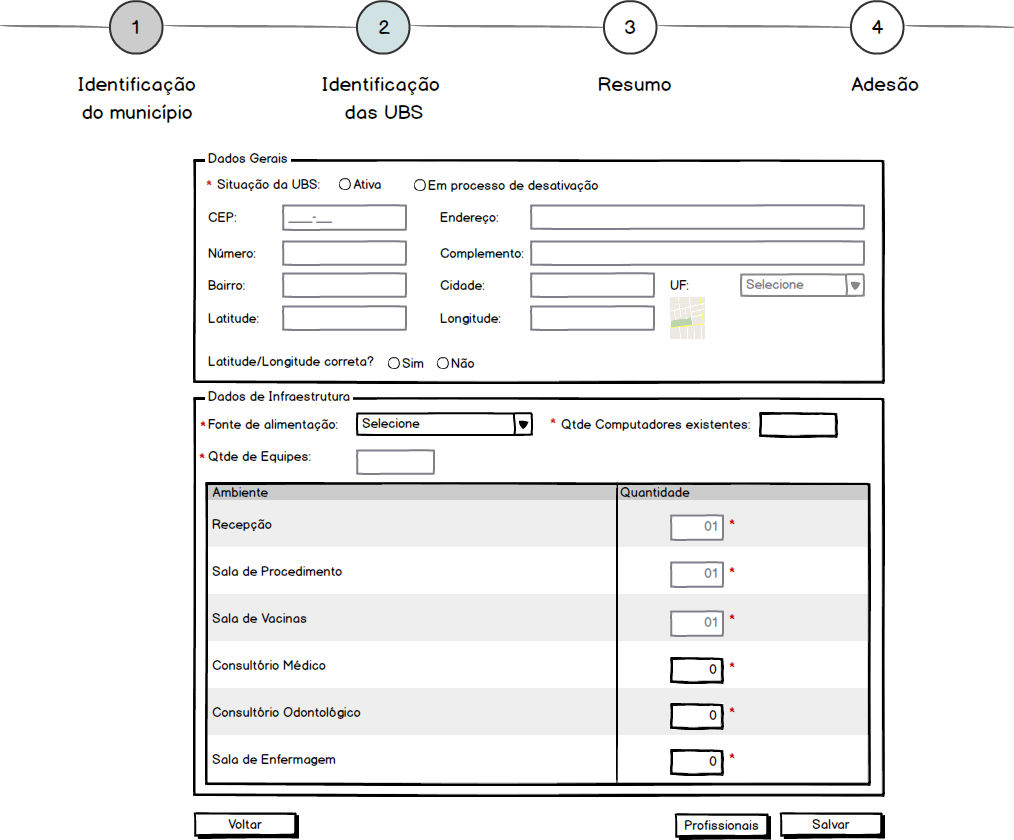 1 2 3 4
Identificação Identificação Resumo Adesão
do município das UBS
Dados Gerais
* Situação da UBS: Ativa Em processo de desativação
CEP: ____-__ Endereço:
Número: Complemento:
Bairro: Cidade: UF: Selecione
Latitude: Longitude:
Latitude/Longitude correta? Sim Não
Dados de Infraestrutura
* Fonte de alimentação: Selecione * Qtde Computadores existentes:
* Qtde de Equipes:
Ambiente Quantidade
Recepção 01 *
Sala de Procedimento 01 *
Sala de Vacinas 01 *
Consultório Médico 0 *
Consultório Odontológico 0 *
Sala de Enfermagem 0 *
Voltar Profissionais Salvar